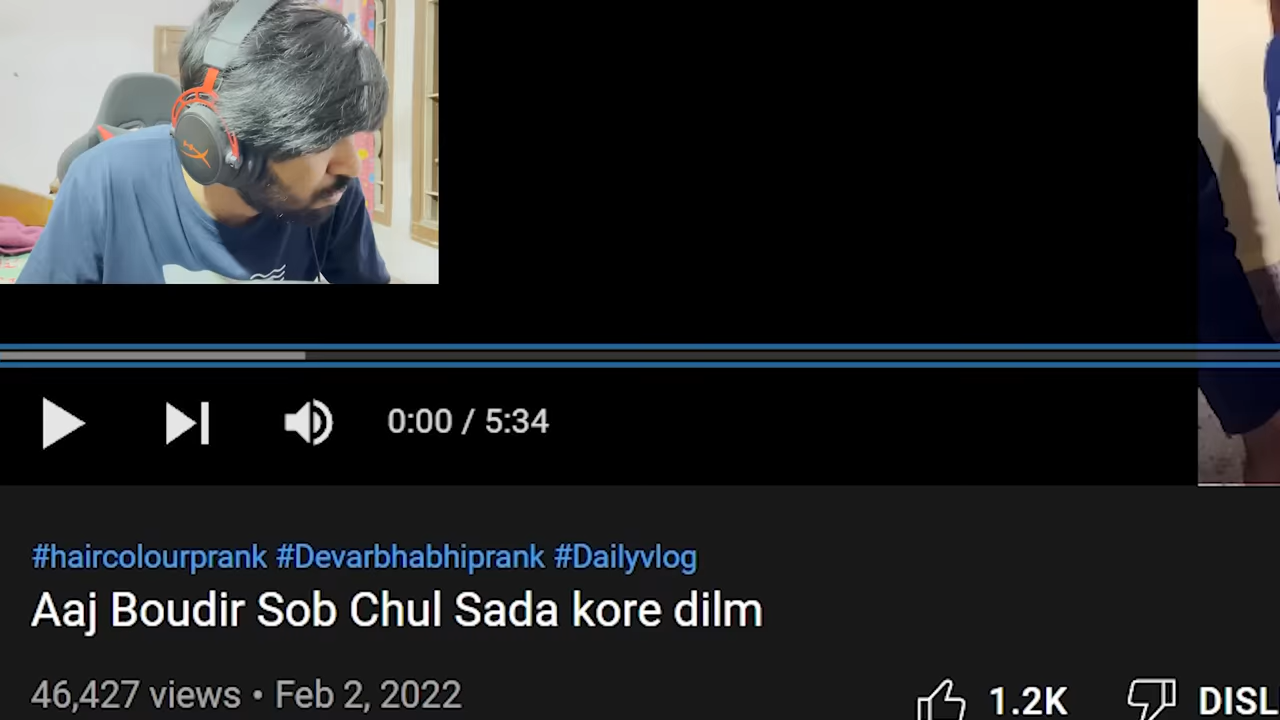 0:00 / 5:34
#haircolourprank #Devarbhabhiprank #Dailyvlog
Aaj Boudir Sob Chul Sada kore dilm
46,427 views • Feb 2, 2022
1.2K
DISL